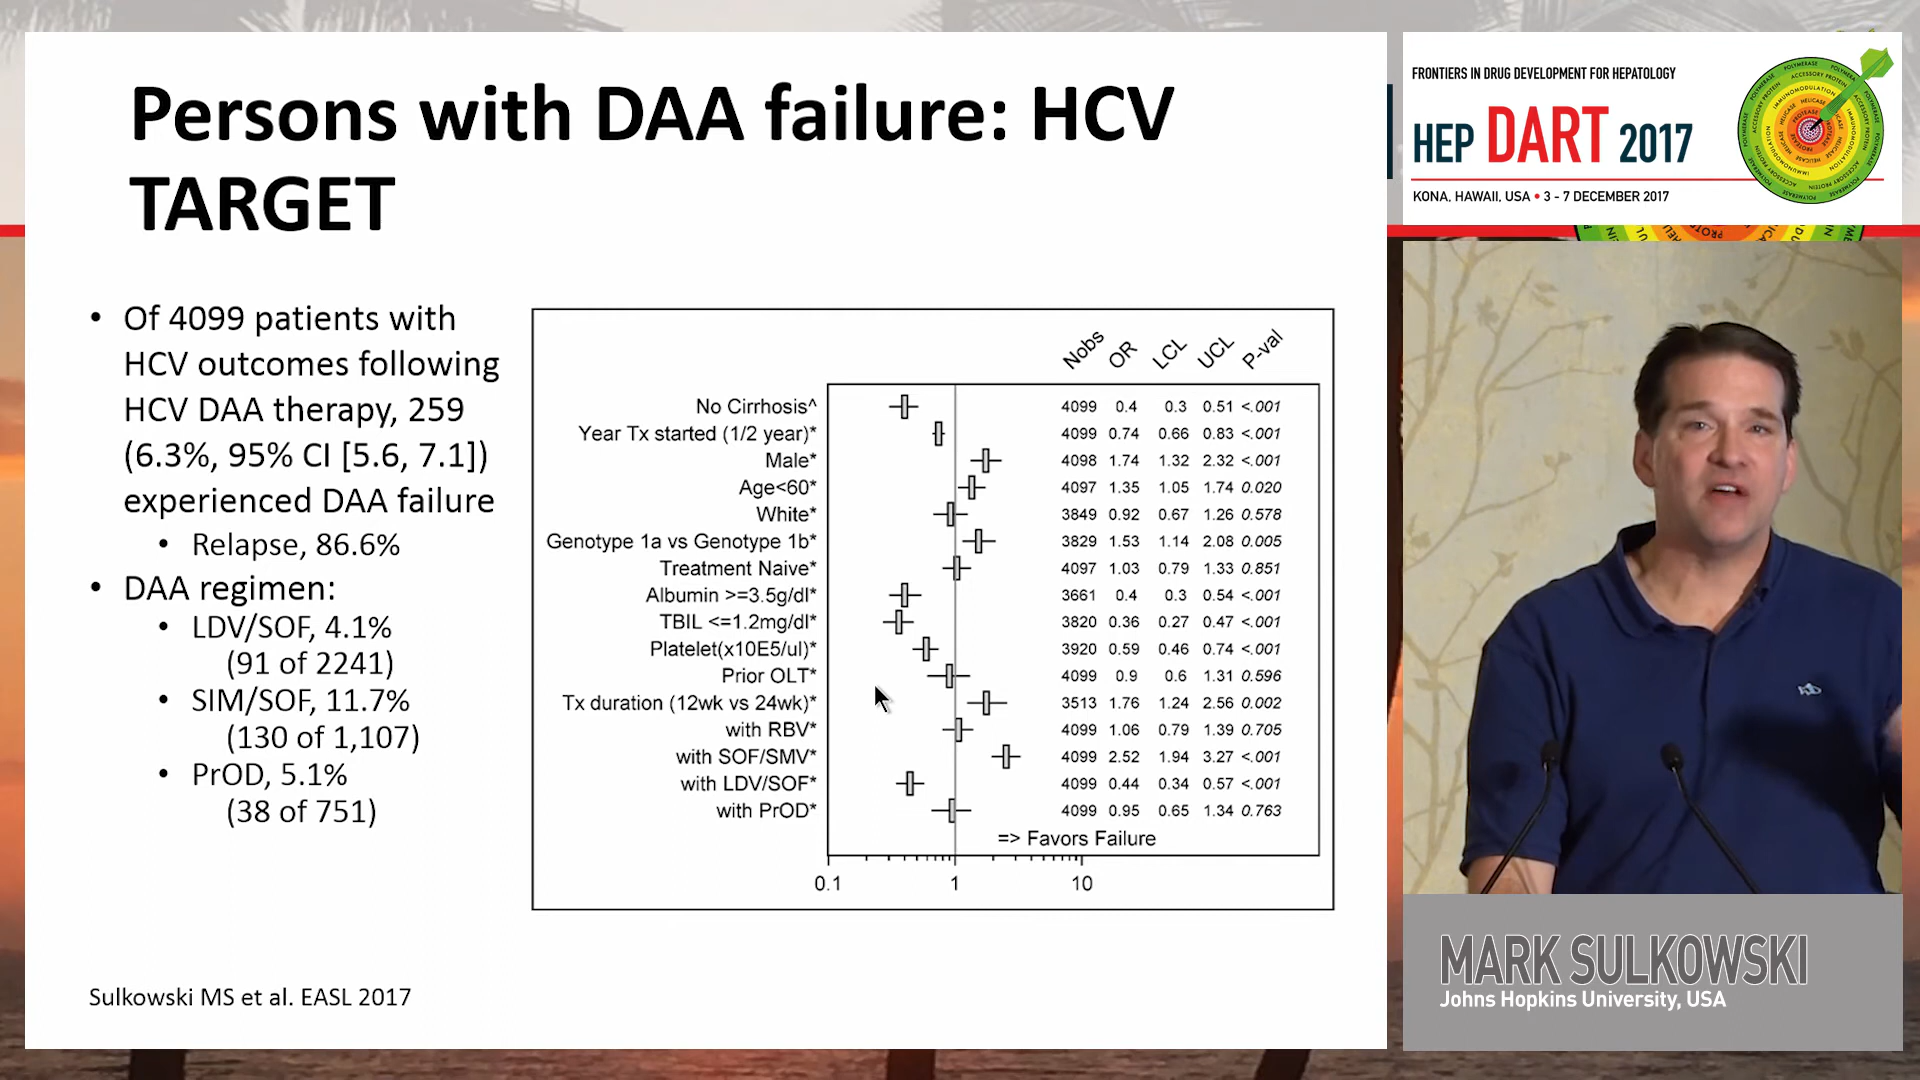 Persons with DAA failure: HCV
TARGET
• Of 4099 patients with
HCV outcomes following
HCV DAA therapy, 259
(6.3%, 95% CI [5.6, 7.1])
experienced DAA failure
• Relapse, 86.6%
• DAA regimen:
• LDV/SOF, 4.1%
(91 of 2241)
• SIM/SOF, 11.7%
(130 of 1,107)
• PrOD, 5.1%
(38 of 751)
Nobs OR LCL UCL P-val
No Cirrhosis^ 4099 0.4 0.3 0.51 <.001
Year Tx started (1/2 year)* 4099 0.74 0.66 0.83 <.001
Male* 4098 1.74 1.32 2.32 <.001
Age<60* 4097 1.35 1.05 1.74 0.020
White* 3849 0.92 0.67 1.26 0.578
Genotype 1a vs Genotype 1b* 3829 1.53 1.14 2.08 0.005
Treatment Naive* 4097 1.03 0.79 1.33 0.851
Albumin >=3.5g/dl* 3661 0.4 0.3 0.54 <.001
TBIL <=1.2mg/dl* 3820 0.36 0.27 0.47 <.001
Platelet(x10E5/ul)* 3920 0.59 0.46 0.74 <.001
Prior OLT* 4099 0.9 0.6 1.31 0.596
Tx duration (12wk vs 24wk)* 3513 1.76 1.24 2.56 0.002
with RBV* 4099 1.06 0.79 1.39 0.705
with SOF/SMV* 4099 2.52 1.94 3.27 <.001
with LDV/SOF* 4099 0.44 0.34 0.57 <.001
with PrOD* 4099 0.95 0.65 1.34 0.763
=> Favors Failure
0.1 1 10
Sulkowski MS et al. EASL 2017
FRONTIERS IN DRUG DEVELOPMENT FOR HEPATOLOGY
HEP DART 2017
KONA, HAWAII, USA • 3 - 7 DECEMBER 2017
MARK SULKOWSKI
Johns Hopkins University, USA